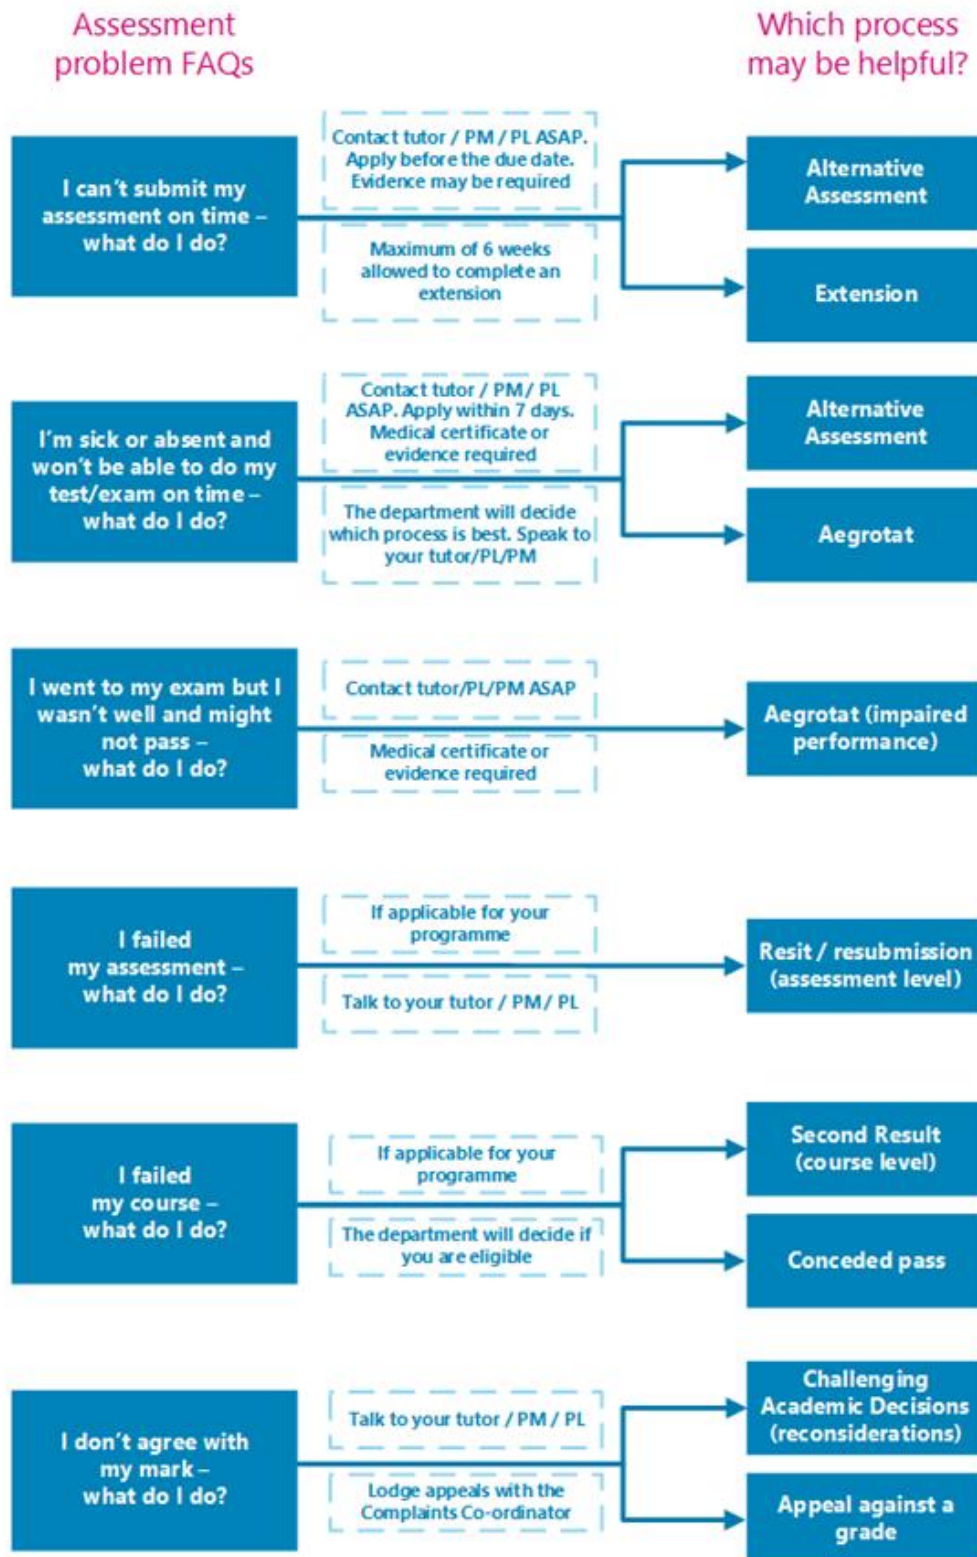 Assessment
problem FAQs
Which process
may be helpful?
I can't submit my
assessment on time –
what do I do?
Contact tutor / PM / PL ASAP.
Apply before the due date.
Evidence may be required
Maximum of 6 weeks
allowed to complete an
extension
Alternative
Assessment
Extension
I'm sick or absent and
won't be able to do my
test/exam on time –
what do I do?
Contact tutor / PM / PL
ASAP. Apply within 7 days.
Medical certificate or
evidence required
The department will decide
which process is best. Speak to
your tutor/PL/PM
Alternative
Assessment
Aegrotat
I went to my exam but I
wasn't well and might
not pass –
what do I do?
Contact tutor/PL/PM ASAP
Medical certificate or
evidence required
Aegrotat (impaired
performance)
I failed
my assessment –
what do I do?
If applicable for your
programme
Talk to your tutor / PM / PL
Resit / resubmission
(assessment level)
I failed
my course –
what do I do?
If applicable for your
programme
The department will decide if
you are eligible
Second Result
(course level)
Conceded pass
I don't agree with
my mark –
what do I do?
Talk to your tutor / PM / PL
Lodge appeals with the
Complaints Co-ordinator
Challenging
Academic Decisions
(reconsiderations)
Appeal against a
grade